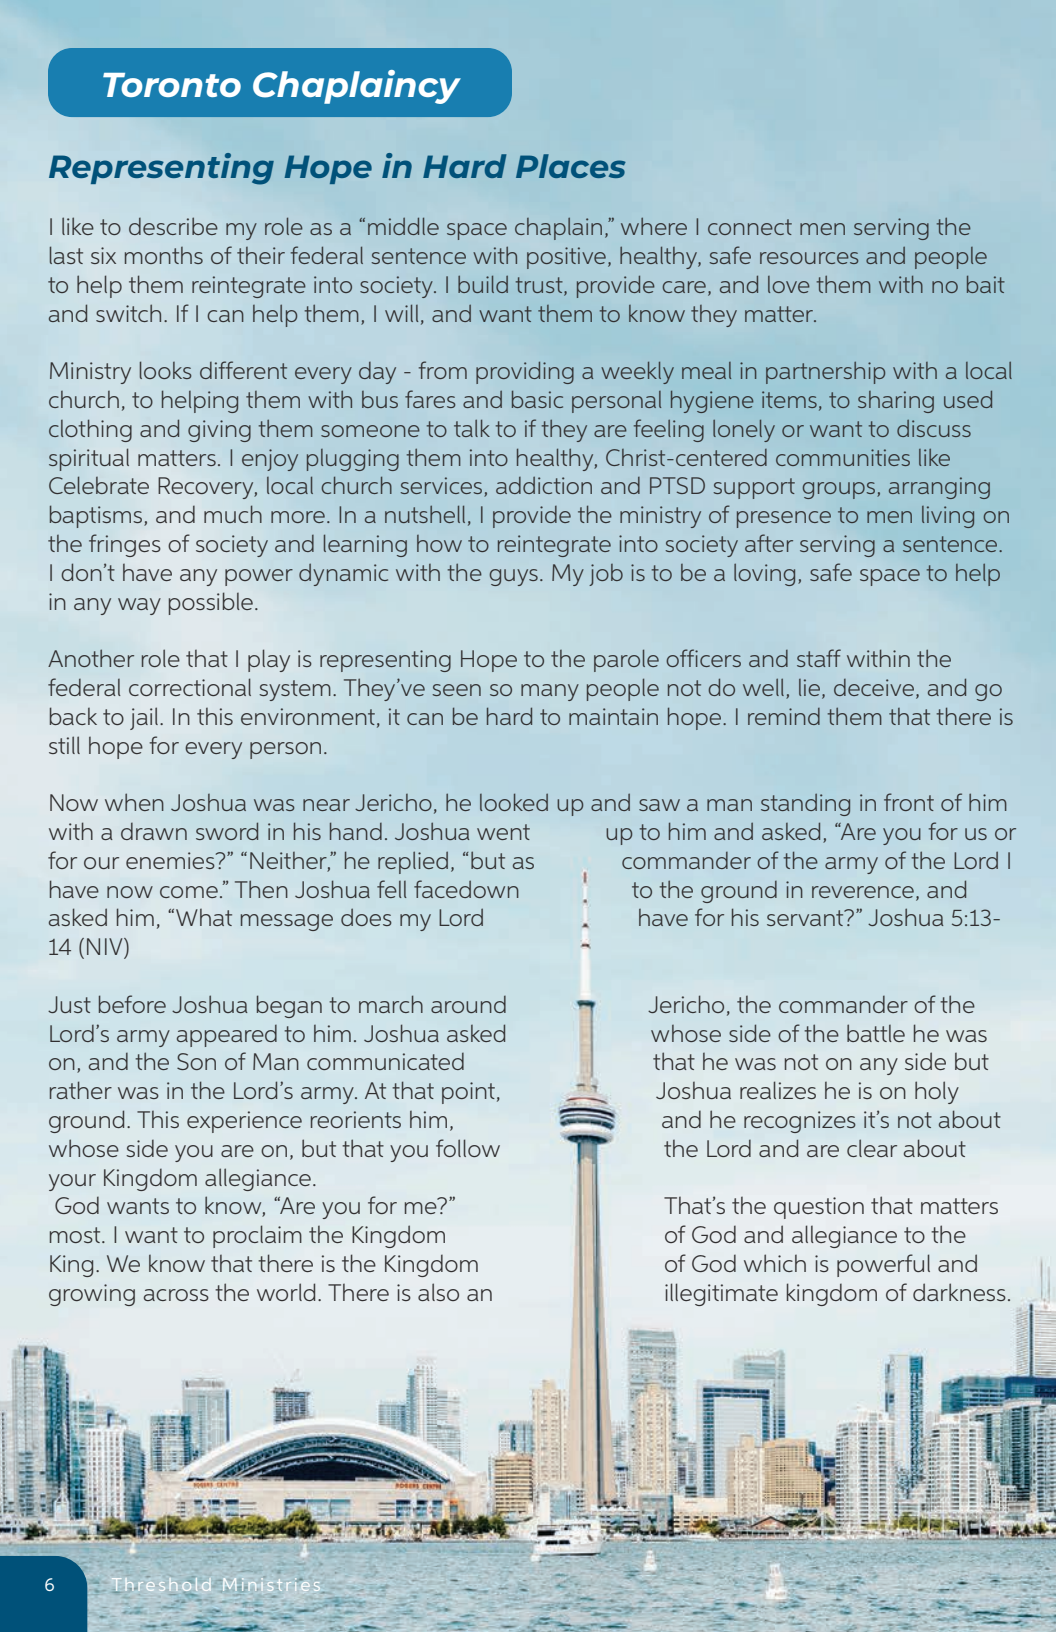 Toronto Chaplaincy
Representing Hope in Hard Places
I like to describe my role as a “middle space chaplain,” where I connect men serving the
last six months of their federal sentence with positive, healthy, safe resources and people
to help them reintegrate into society. I build trust, provide care, and love them with no bait
and switch. If I can help them, I will, and want them to know they matter.
Ministry looks different every day - from providing a weekly meal in partnership with a local
church, to helping them with bus fares and basic personal hygiene items, to sharing used
clothing and giving them someone to talk to if they are feeling lonely or want to discuss
spiritual matters. I enjoy plugging them into healthy, Christ-centered communities like
Celebrate Recovery, local church services, addiction and PTSD support groups, arranging
baptisms, and much more. In a nutshell, I provide the ministry of presence to men living on
the fringes of society and learning how to reintegrate into society after serving a sentence.
I don’t have any power dynamic with the guys. My job is to be a loving, safe space to help
in any way possible.
Another role that I play is representing Hope to the parole officers and staff within the
federal correctional system. They’ve seen so many people not do well, lie, deceive, and go
back to jail. In this environment, it can be hard to maintain hope. I remind them that there is
still hope for every person.
Now when Joshua was near Jericho, he looked up and saw a man standing in front of him
with a drawn sword in his hand. Joshua went up to him and asked, “Are you for us or
for our enemies?” “Neither,” he replied, “but as commander of the army of the Lord I
have now come.” Then Joshua fell facedown to the ground in reverence, and
asked him, “What message does my Lord have for his servant?” Joshua 5:13-
14 (NIV)
Just before Joshua began to march around Jericho, the commander of the
Lord’s army appeared to him. Joshua asked whose side of the battle he was
on, and the Son of Man communicated that he was not on any side but
rather was in the Lord’s army. At that point, Joshua realizes he is on holy
ground. This experience reorients him, and he recognizes it’s not about
whose side you are on, but that you follow the Lord and are clear about
your Kingdom allegiance.
God wants to know, “Are you for me?” That’s the question that matters
most. I want to proclaim the Kingdom of God and allegiance to the
King. We know that there is the Kingdom of God which is powerful and
growing across the world. There is also an illegitimate kingdom of darkness.
ROGERS CENTRE ROGERS CENTRE
6 Threshold Ministries